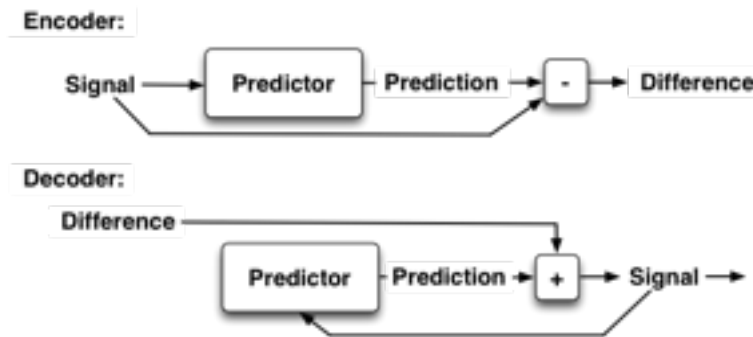 Encoder:
Signal Predictor Prediction - Difference
Decoder:
Difference
Predictor Prediction + Signal